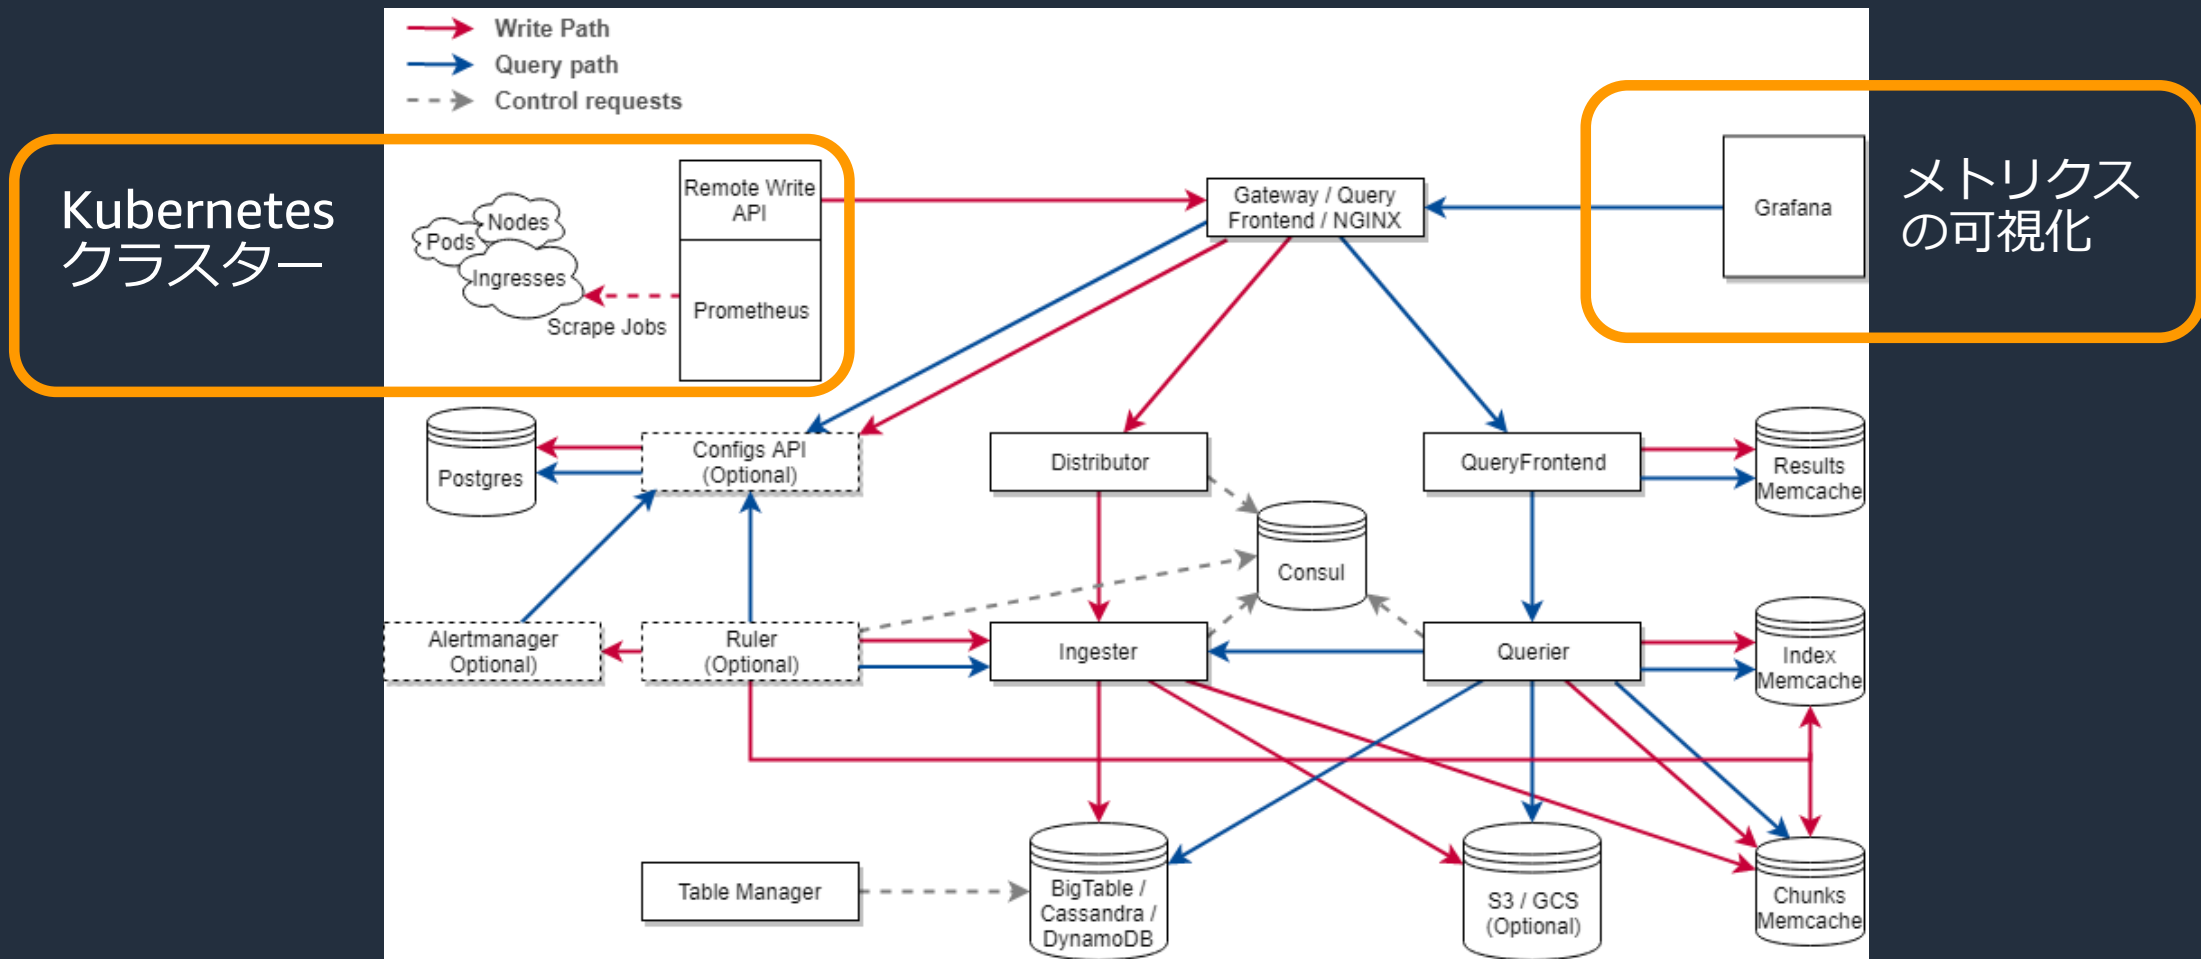 Write Path
Query path
Control requests
Kubernetes
クラスター
Nodes
Pods
Ingresses
Scrape Jobs
Remote Write
API
Prometheus
Gateway / Query
Frontend / NGINX
Grafana
メトリクス
の可視化
Postgres
Configs API
(Optional)
Distributor
QueryFrontend
Results
Memcache
Consul
Alertmanager
Optional)
Ruler
(Optional)
Ingester
Querier
Index
Memcache
Table Manager
BigTable /
Cassandra /
DynamoDB
S3 / GCS
(Optional)
Chunks
Memcache